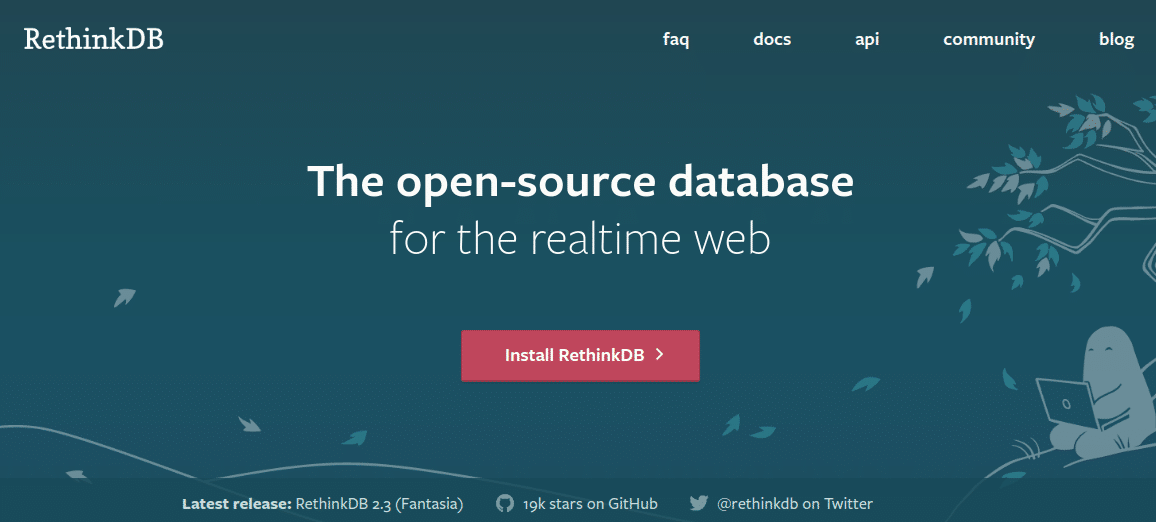 RethinkDB
faq docs api community blog
The open-source database
for the realtime web
Install RethinkDB
Latest release: RethinkDB 2.3 (Fantasia) 19k stars on GitHub @rethinkdb on Twitter